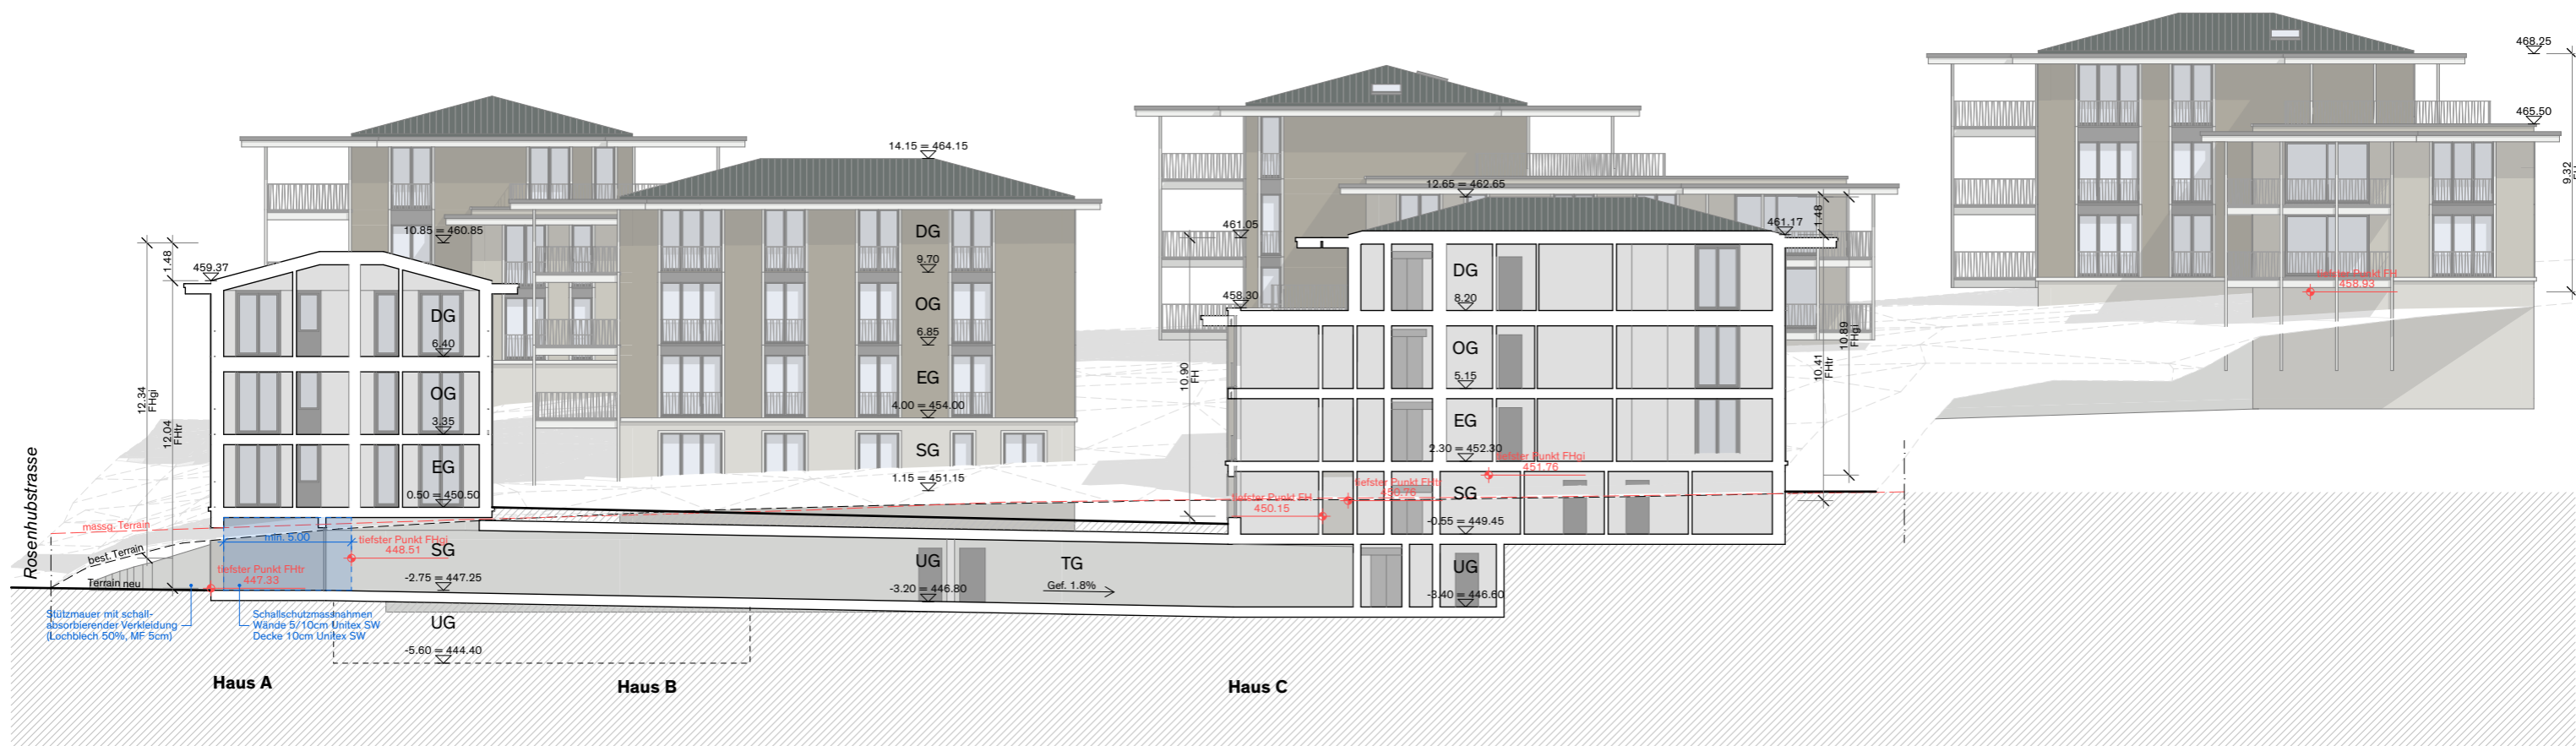 468.25
465.50
9.32
tiefster Punkt FH
458.93
14.15 = 464.15
DG
9.70
OG
6.85
EG
4.00 = 454.00
SG
1.15 = 451.15
10.85 = 460.85
459.37
1.48
12.34
FHgi
12.04
FHtr
DG
6.40
OG
3.35
EG
0.50 = 450.50
Rosenhubstrasse
massg. Terrain
best. Terrain
Terrain neu
min. 5.00
tiefster Punkt FHgi
448.51
tiefster Punkt FHtr
447.33
SG
-2.75 = 447.25
Stützmauer mit schall-
absorbierender Verkleidung
(Lochblech 50%, MF 5cm)
Schallschutzmassnahmen
Wände 5/10cm Unitex SW
Decke 10cm Unitex SW
UG
-5.60 = 444.40
UG
-3.20 = 446.80
TG
Gef. 1.8%
12.65 = 462.65
461.05
461.17
1.48
458.30
10.90
FH
10.41
FHtr
10.89
FHgi
DG
8.20
OG
5.15
EG
2.30 = 452.30
tiefster Punkt FHgi
451.76
tiefster Punkt FHtr
450.76
tiefster Punkt FH
450.15
SG
-0.55 = 449.45
UG
-3.40 = 446.60
Haus A
Haus B
Haus C